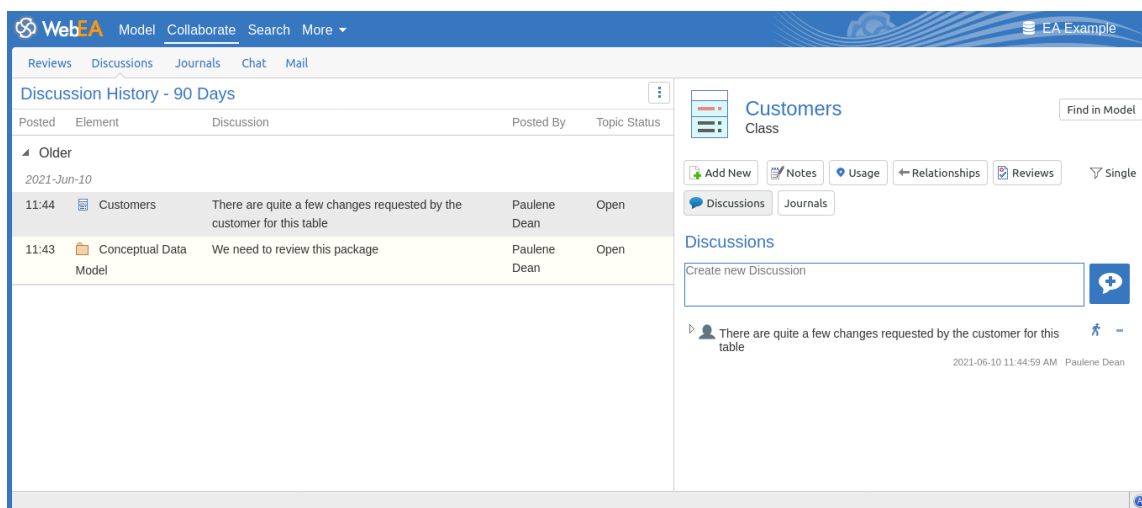 WebEA Model Collaborate Search More EA Example
Reviews Discussions Journals Chat Mail
Discussion History - 90 Days
Posted Element Discussion Posted By Topic Status
Older
2021-Jun-10
11:44 Customers There are quite a few changes requested by the Paulene Open
customer for this table Dean
11:43 Conceptual Data We need to review this package Paulene Open
Model Dean
Customers
Class
Find in Model
Add New Notes Usage Relationships Reviews Single
Discussions Journals
Discussions
Create new Discussion
There are quite a few changes requested by the customer for this
table
2021-06-10 11:44:59 AM Paulene Dean